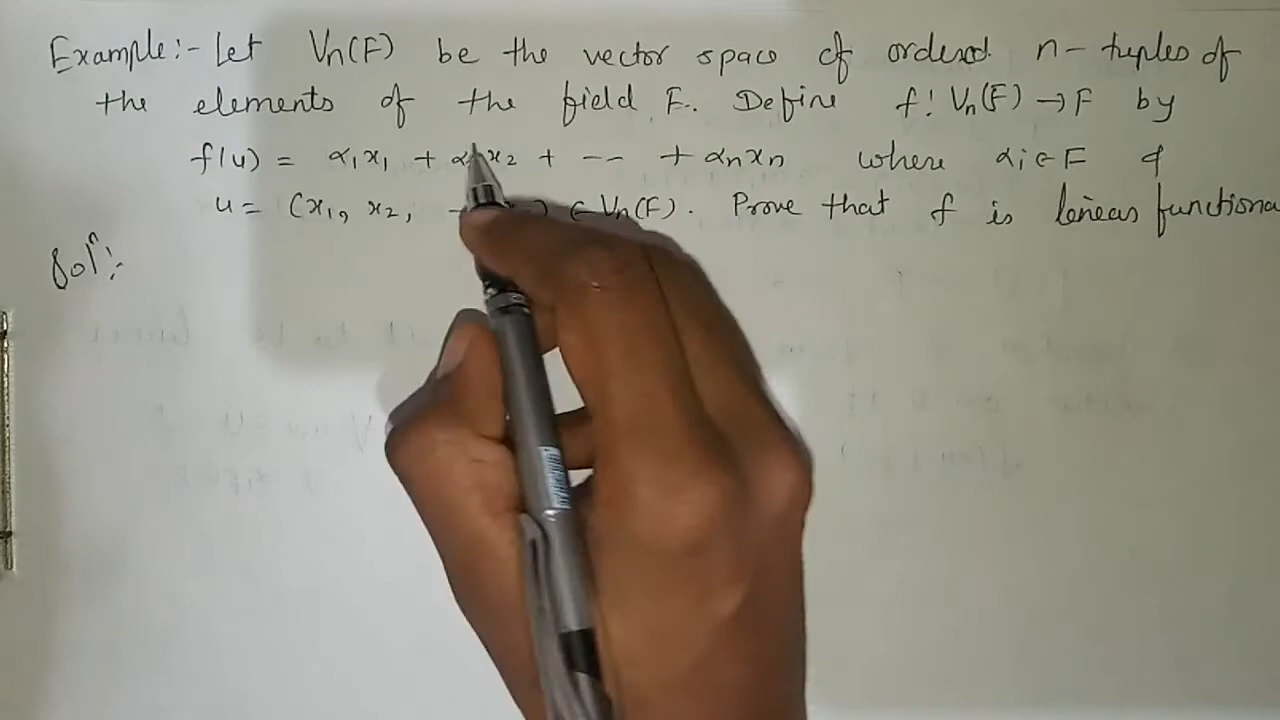 Example:- Let Vn(F) be the vector space of ordered n-tuples of
the elements of the field F. Define f: Vn(F) → F by
f(u) = α₁x₁ + α x₂ + -- + αnxn where αi ∈ F &
u = (x₁, x₂, - ) ∈ Vn(F). Prove that f is linear functiona
Solⁿ:-